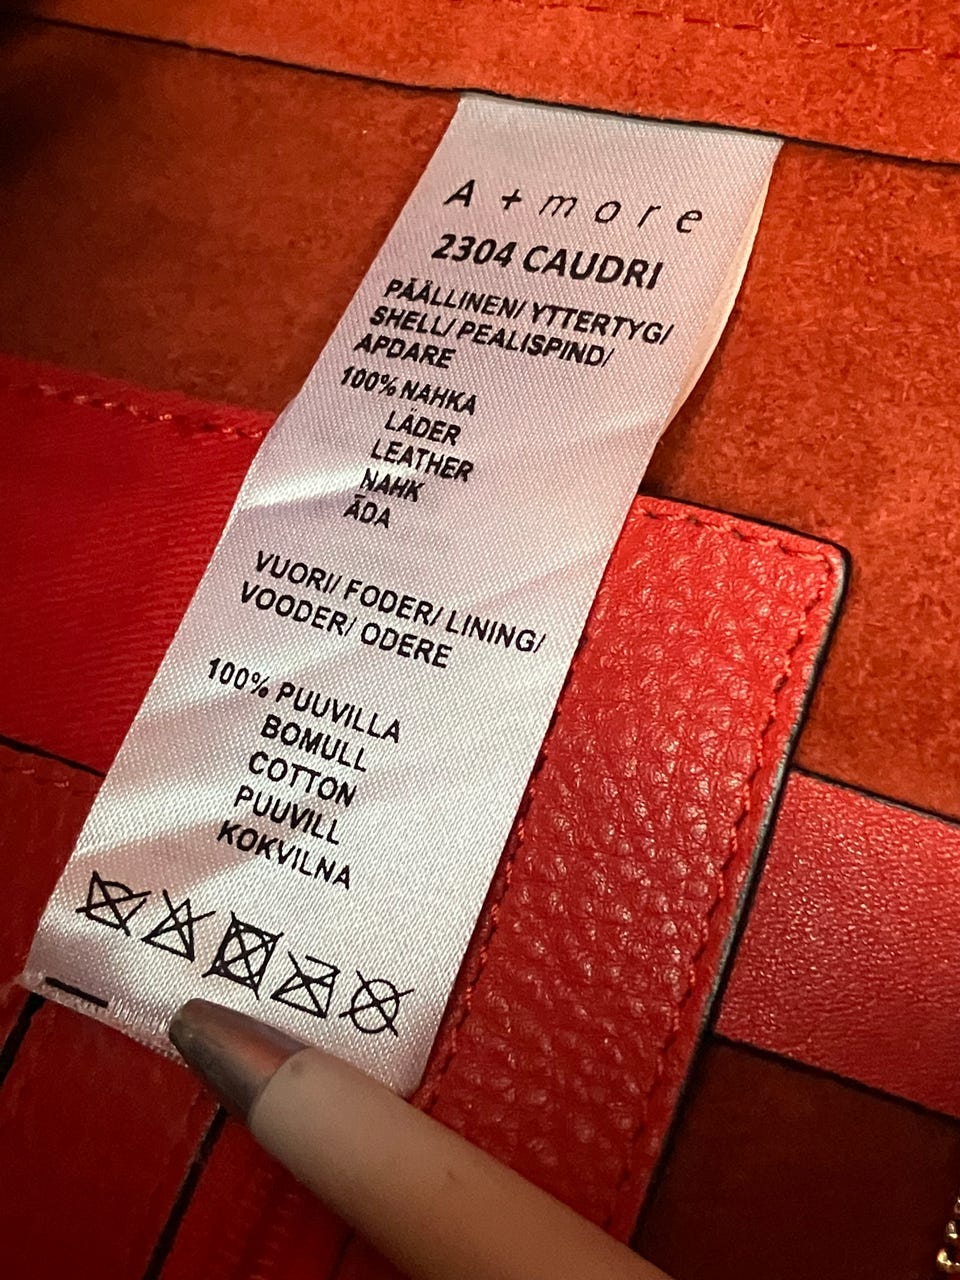 A + more
2304 CAUDRI
PÄÄLLINEN/ YTTERTYG/
SHELL/ PEALISPIND/
APDARE
100% NAHKA
LÄDER
LEATHER
NAHK
ĀDA
VUORI/ FODER/ LINING/
VOODER/ ODERE
100% PUUVILLA
BOMULL
COTTON
PUUVILL
KOKVILNA